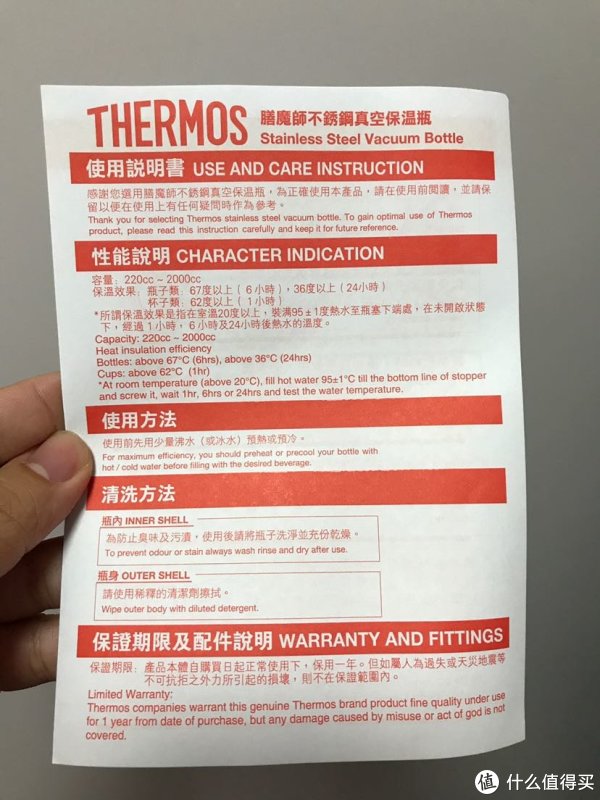 THERMOS 膳魔師不銹鋼真空保温瓶
Stainless Steel Vacuum Bottle
使用說明書 USE AND CARE INSTRUCTION
感謝您選用膳魔師不銹鋼真空保温瓶，為正確使用本產品，請在使用前閲讀，並請保
留以便在使用上有任何疑問時作為參考。
Thank you for selecting Thermos stainless steel vacuum bottle. To gain optimal use of Thermos
product, please read this instruction carefully and keep it for future reference.
性能說明 CHARACTER INDICATION
容量：220cc ~ 2000cc
保溫效果：瓶子類：67度以上（6小時），36度以上（24小時）
杯子類：62度以上（1小時）
*所謂保溫效果是指在室溫20度以上，裝滿95±1度熱水至瓶塞下端處，在未開啟狀態
下，經過1小時，6小時及24小時後熱水的溫度。
Capacity: 220cc ~ 2000cc
Heat insulation efficiency
Bottles: above 67°C (6hrs), above 36°C (24hrs)
Cups: above 62°C (1hr)
*At room temperature (above 20°C), fill hot water 95±1°C till the bottom line of stopper
and screw it, wait 1hr, 6hrs or 24hrs and test the water temperature.
使用方法
使用前先用少量沸水（或冰水）預熱或預冷。
For maximum efficiency, you should preheat or precool your bottle with
hot / cold water before filling with the desired beverage.
清洗方法
瓶內 INNER SHELL
為防止臭味及污漬，使用後請將瓶子洗淨並充份乾燥。
To prevent odour or stain always wash rinse and dry after use.
瓶身 OUTER SHELL
請使用稀釋的清潔劑擦拭。
Wipe outer body with diluted detergent.
保證期限及配件說明 WARRANTY AND FITTINGS
保證期限：產品本體自購買日起正常使用下，保用一年。但如屬人為過失或天災地震等
不可抗拒之外力所引起的損壞，則不在保證範圍內。
Limited Warranty:
Thermos companies warrant this genuine Thermos brand product fine quality under use
for 1 year from date of purchase, but any damage caused by misuse or act of god is not
covered.
值 什么值得买